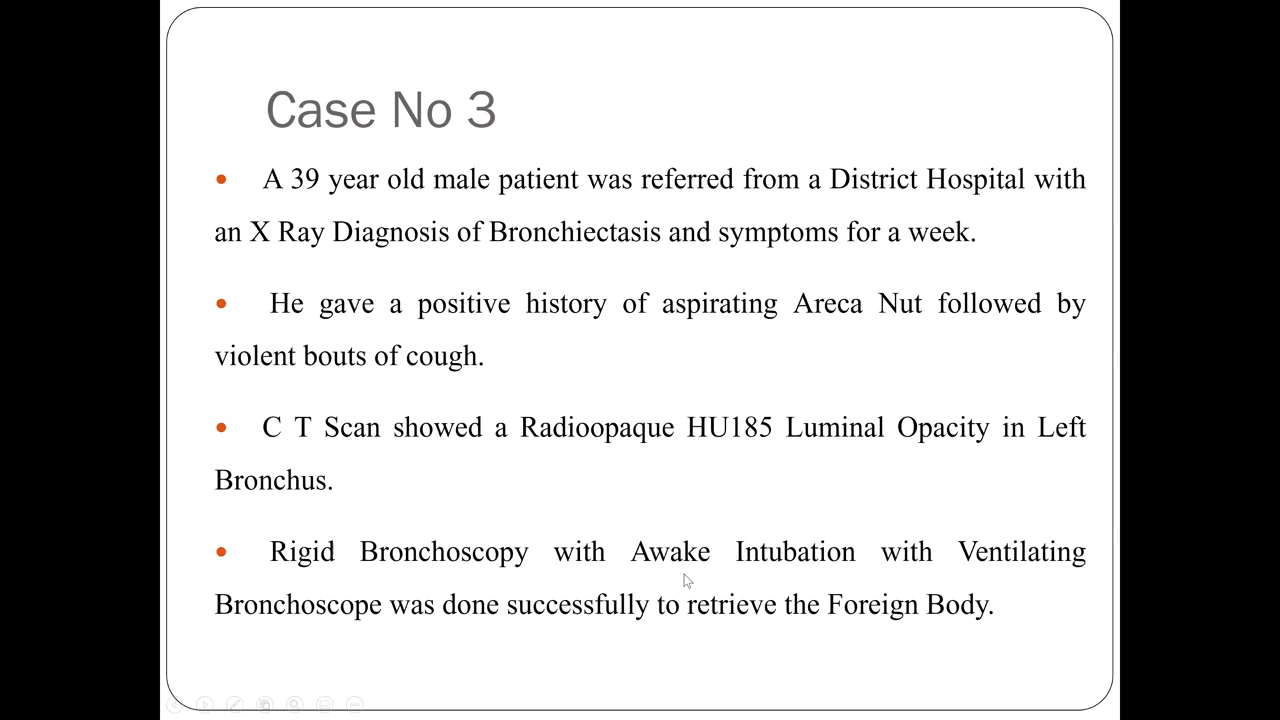 Case No 3
• A 39 year old male patient was referred from a District Hospital with
an X Ray Diagnosis of Bronchiectasis and symptoms for a week.
• He gave a positive history of aspirating Areca Nut followed by
violent bouts of cough.
• C T Scan showed a Radioopaque HU185 Luminal Opacity in Left
Bronchus.
• Rigid Bronchoscopy with Awake Intubation with Ventilating
Bronchoscope was done successfully to retrieve the Foreign Body.